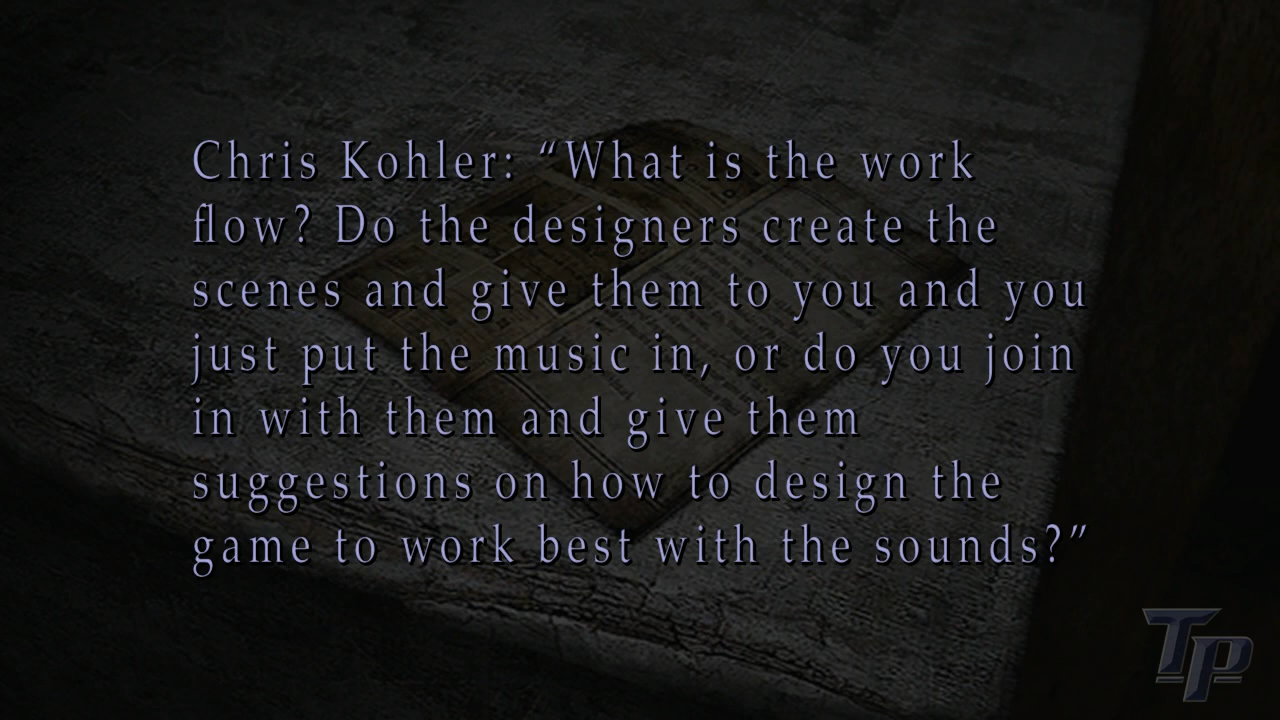 Chris Kohler: “What is the work
flow? Do the designers create the
scenes and give them to you and you
just put the music in, or do you join
in with them and give them
suggestions on how to design the
game to work best with the sounds?”
TP